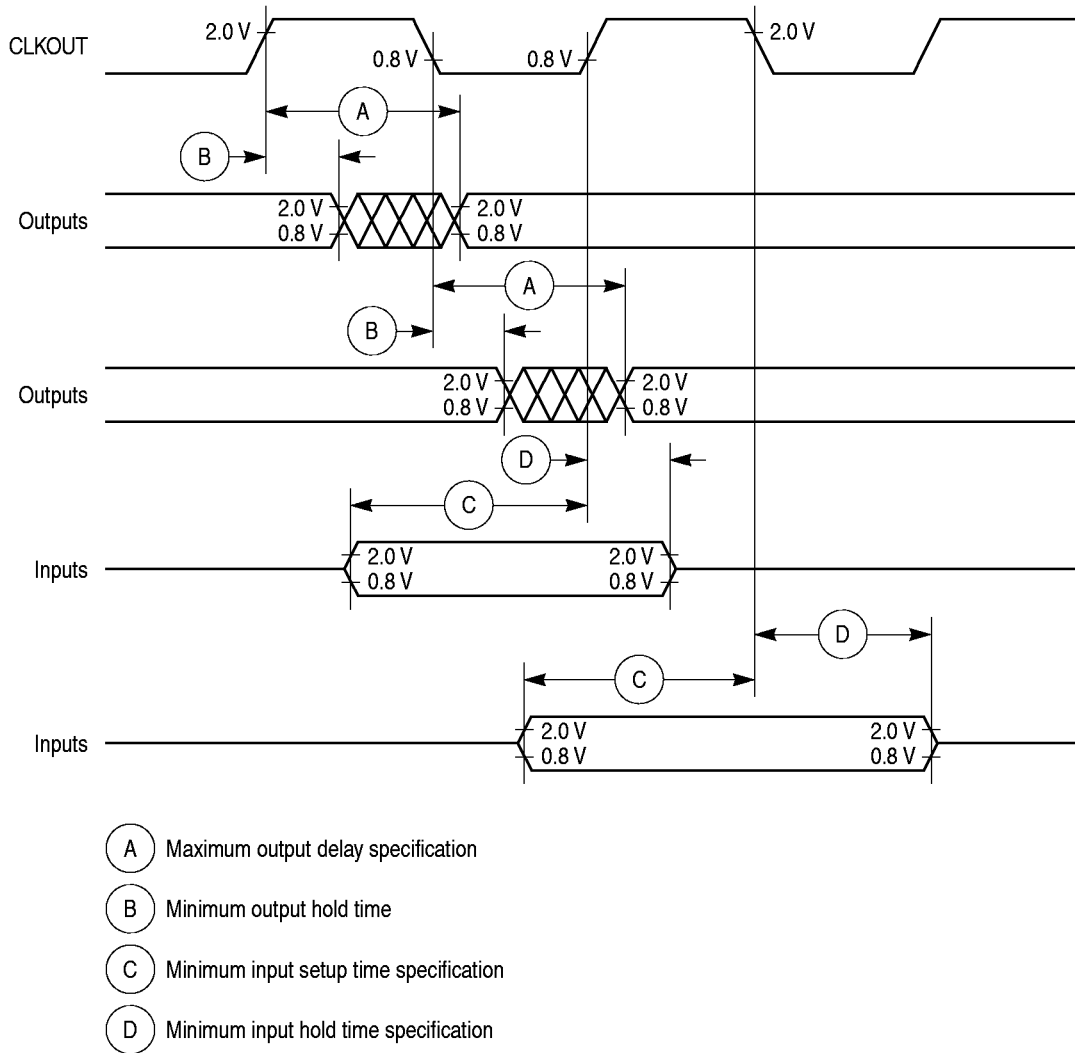 CLKOUT
2.0 V
0.8 V
0.8 V
2.0 V
A
B
Outputs
2.0 V
0.8 V
2.0 V
0.8 V
A
B
Outputs
2.0 V
0.8 V
2.0 V
0.8 V
D
C
Inputs
2.0 V
0.8 V
2.0 V
0.8 V
D
C
Inputs
2.0 V
0.8 V
2.0 V
0.8 V
A Maximum output delay specification
B Minimum output hold time
C Minimum input setup time specification
D Minimum input hold time specification